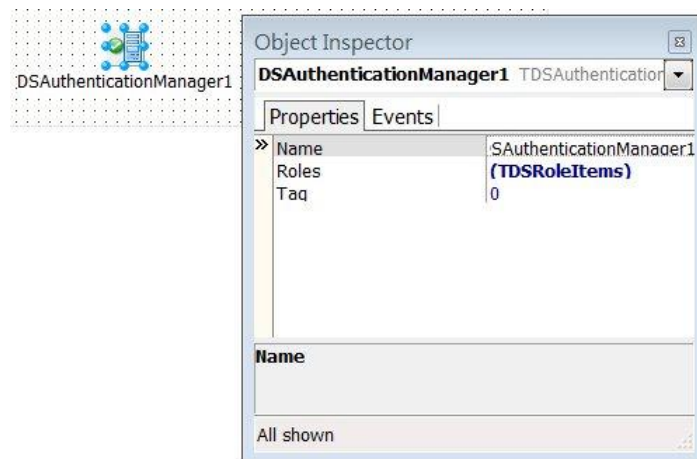 Object Inspector
DSAuthenticationManager1
DSAuthenticationManager1 TDSAuthentication
Properties Events
Name SAuthenticationManager1
Roles (TDSRoleItems)
Tag 0
Name
All shown